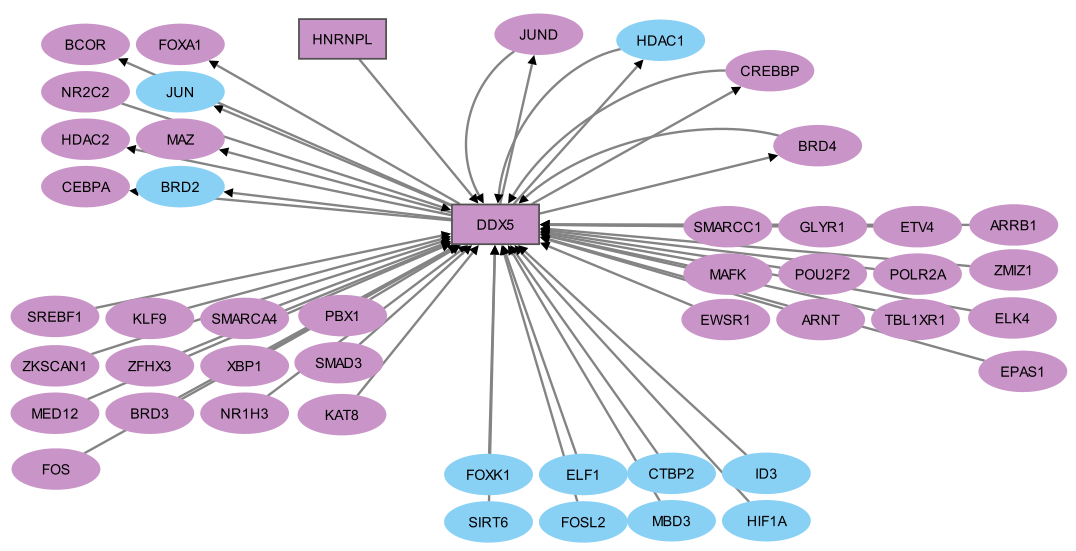 BCOR
FOXA1
HNRNPL
JUND
HDAC1
CREBBP
NR2C2
JUN
HDAC2
MAZ
BRD4
CEBPA
BRD2
DDX5
SMARCC1
GLYR1
ETV4
ARRB1
MAFK
POU2F2
POLR2A
ZMIZ1
SREBF1
KLF9
SMARCA4
PBX1
EWSR1
ARNT
TBL1XR1
ELK4
ZKSCAN1
ZFHX3
XBP1
SMAD3
EPAS1
MED12
BRD3
NR1H3
KAT8
FOS
FOXK1
ELF1
CTBP2
ID3
SIRT6
FOSL2
MBD3
HIF1A